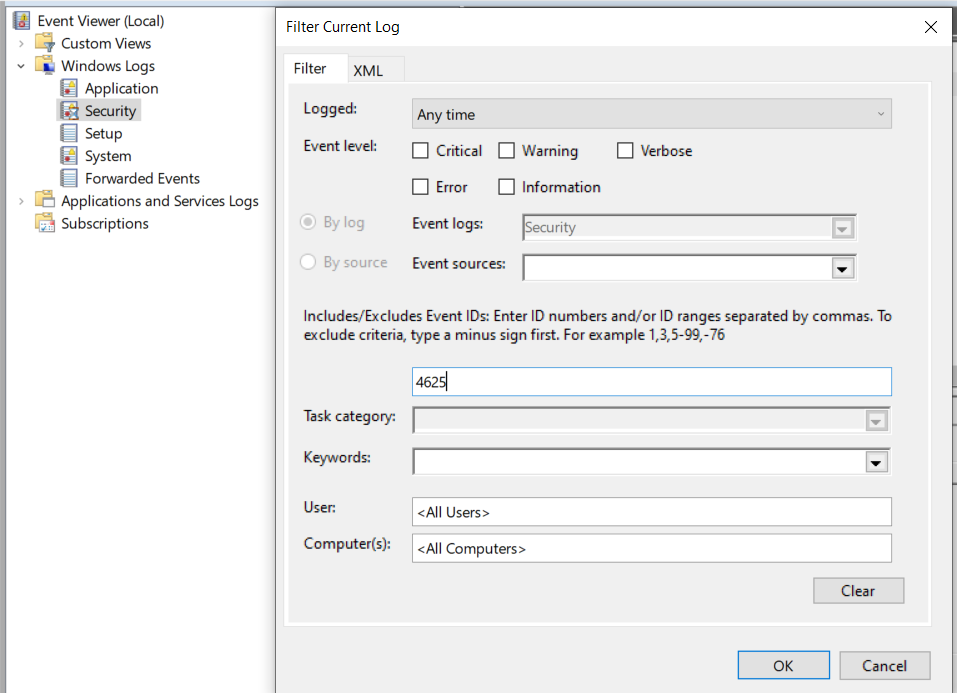 Event Viewer (Local)
Custom Views
Windows Logs
Application
Security
Setup
System
Forwarded Events
Applications and Services Logs
Subscriptions
Filter Current Log
Filter XML
Logged: Any time
Event level: Critical Warning Verbose
Error Information
By log Event logs: Security
By source Event sources:
Includes/Excludes Event IDs: Enter ID numbers and/or ID ranges separated by commas. To
exclude criteria, type a minus sign first. For example 1,3,5-99,-76
4625
Task category:
Keywords:
User: <All Users>
Computer(s): <All Computers>
Clear
OK Cancel